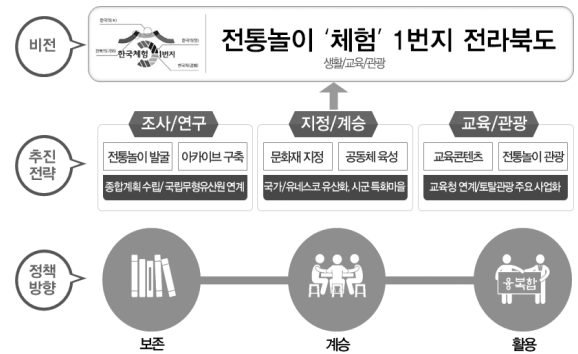 비전
한국체험 1번지
전통놀이 '체험' 1번지 전라북도
생활/교육/관광
추진
전략
조사/연구
전통놀이 발굴
아카이브 구축
종합계획 수립/ 국립무형유산원 연계
지정/계승
문화재 지정
공동체 육성
국가/유네스코 유산화, 시군 특화마을
교육/관광
교육콘텐츠
전통놀이 관광
교육청 연계/토탈관광 주요 사업화
정책
방향
융복합
보존
계승
활용